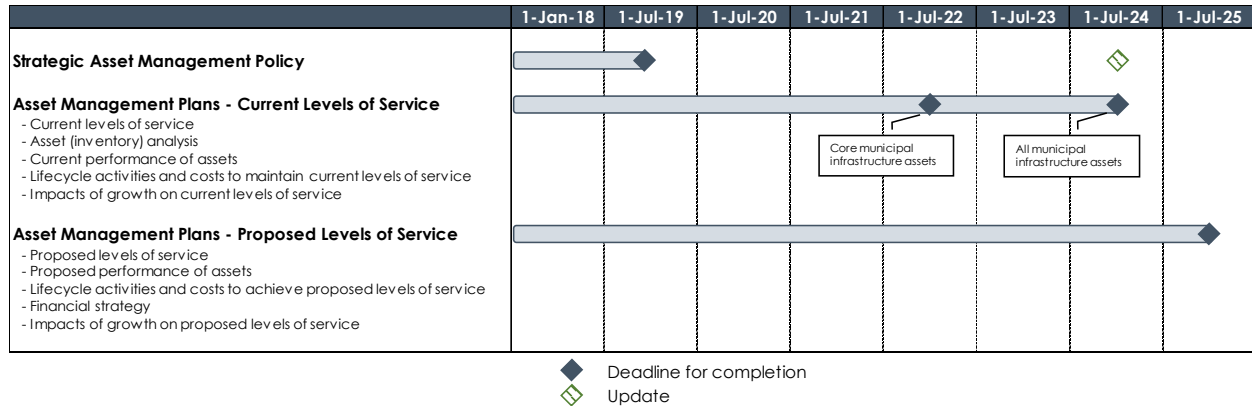 1-Jan-18 1-Jul-19 1-Jul-20 1-Jul-21 1-Jul-22 1-Jul-23 1-Jul-24 1-Jul-25
Strategic Asset Management Policy
Asset Management Plans - Current Levels of Service
- Current levels of service
- Asset (inventory) analysis
- Current performance of assets
- Lifecycle activities and costs to maintain current levels of service
- Impacts of growth on current levels of service
Core municipal
infrastructure assets
All municipal
infrastructure assets
Asset Management Plans - Proposed Levels of Service
- Proposed levels of service
- Proposed performance of assets
- Lifecycle activities and costs to achieve proposed levels of service
- Financial strategy
- Impacts of growth on proposed levels of service
Deadline for completion
Update